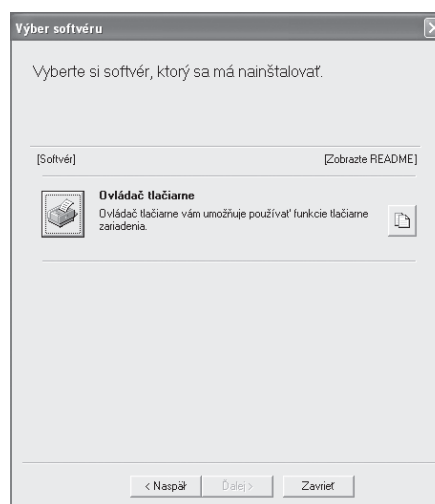 Výber softvéru
Vyberte si softvér, ktorý sa má nainštalovať.
[Softvér] [Zobrazte README]
Ovládač tlačiarne
Ovládač tlačiarne vám umožňuje používať funkcie tlačiarne
zariadenia.
< Naspäť Ďalej > Zavrieť